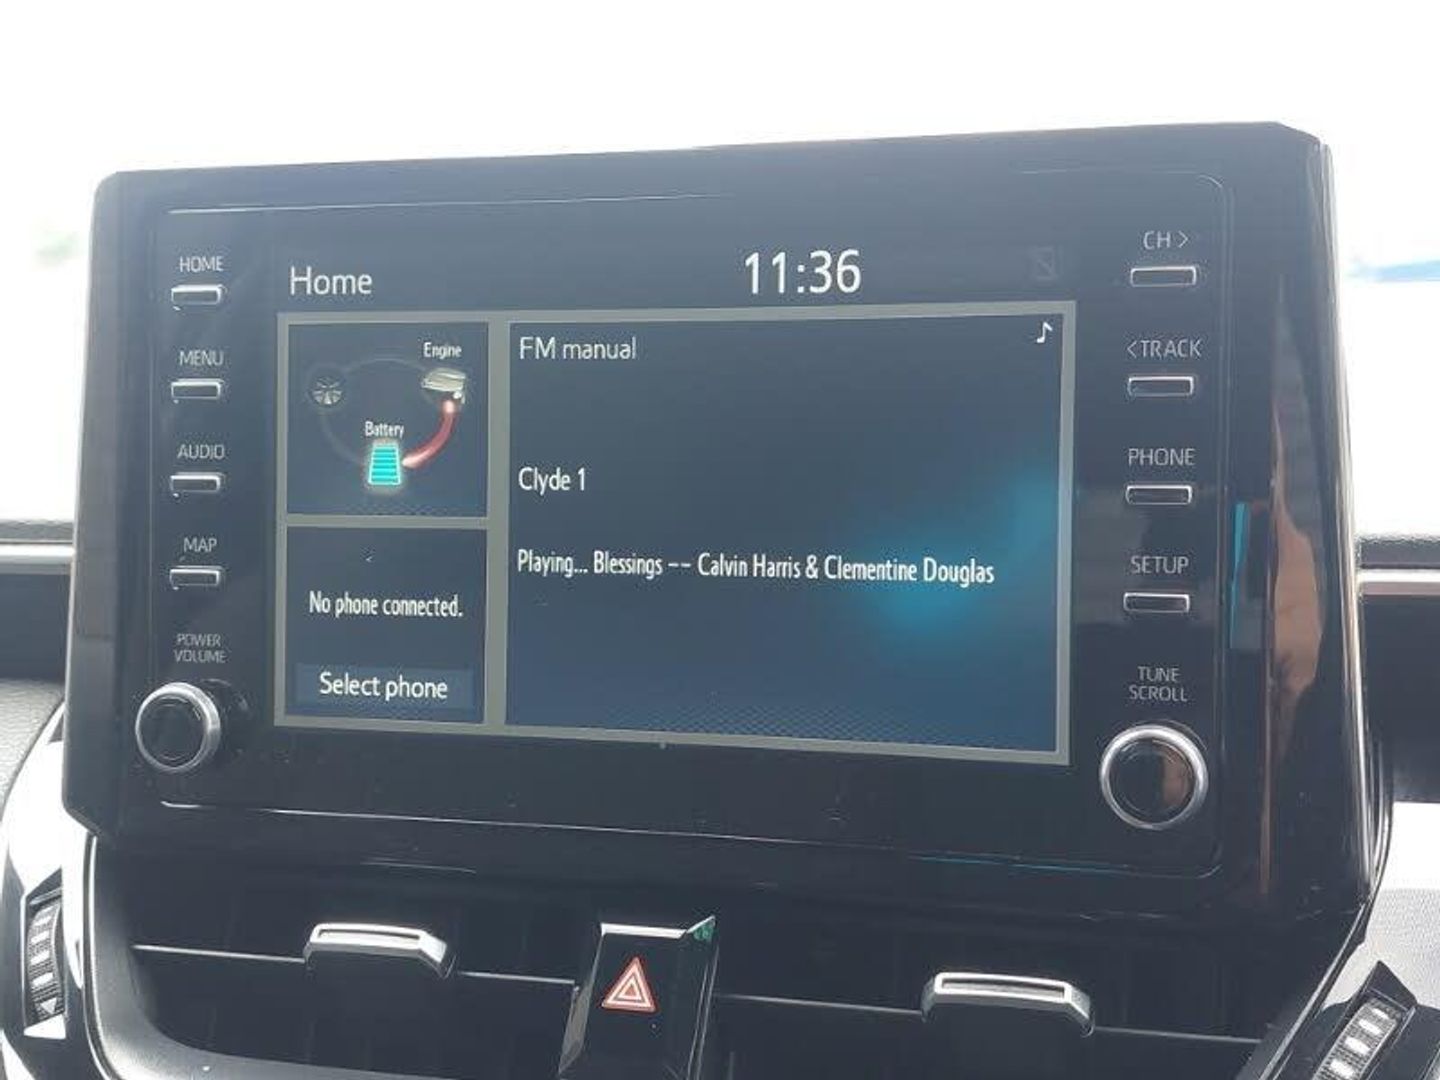 HOME
MENU
AUDIO
MAP
POWER
VOLUME
Home
11:36
Engine
Battery
No phone connected.
Select phone
FM manual
Clyde 1
Playing... Blessings -- Calvin Harris & Clementine Douglas
CH >
< TRACK
PHONE
SETUP
TUNE
SCROLL